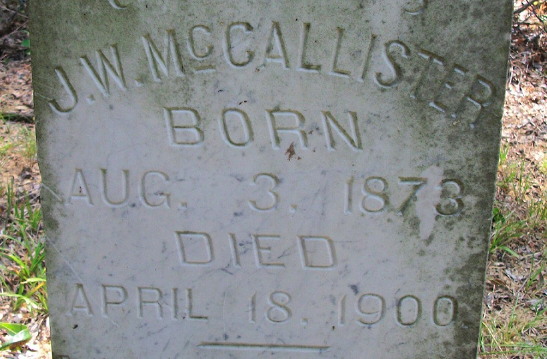 J. W. McCALLISTER
BORN
AUG. 3. 1873
DIED
APRIL 18, 1900